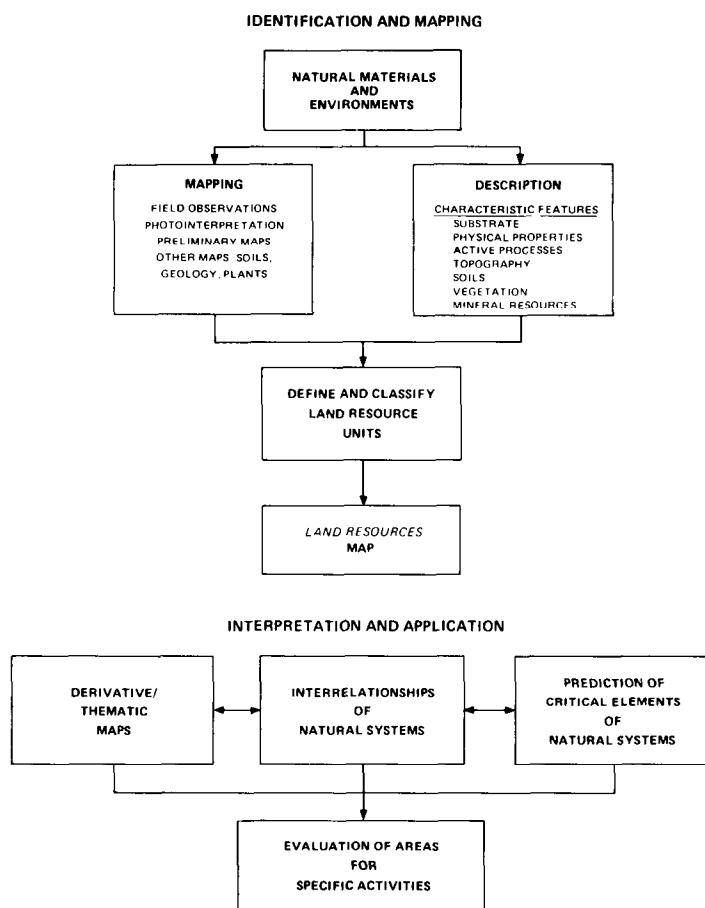 IDENTIFICATION AND MAPPING
NATURAL MATERIALS
AND
ENVIRONMENTS
MAPPING
FIELD OBSERVATIONS
PHOTOINTERPRETATION
PRELIMINARY MAPS
OTHER MAPS SOILS,
GEOLOGY, PLANTS
DESCRIPTION
CHARACTERISTIC FEATURES
SUBSTRATE
PHYSICAL PROPERTIES
ACTIVE PROCESSES
TOPOGRAPHY
SOILS
VEGETATION
MINERAL RESOURCES
DEFINE AND CLASSIFY
LAND RESOURCE
UNITS
LAND RESOURCES
MAP
INTERPRETATION AND APPLICATION
DERIVATIVE/
THEMATIC
MAPS
INTERRELATIONSHIPS
OF
NATURAL SYSTEMS
PREDICTION OF
CRITICAL ELEMENTS
OF
NATURAL SYSTEMS
EVALUATION OF AREAS
FOR
SPECIFIC ACTIVITIES